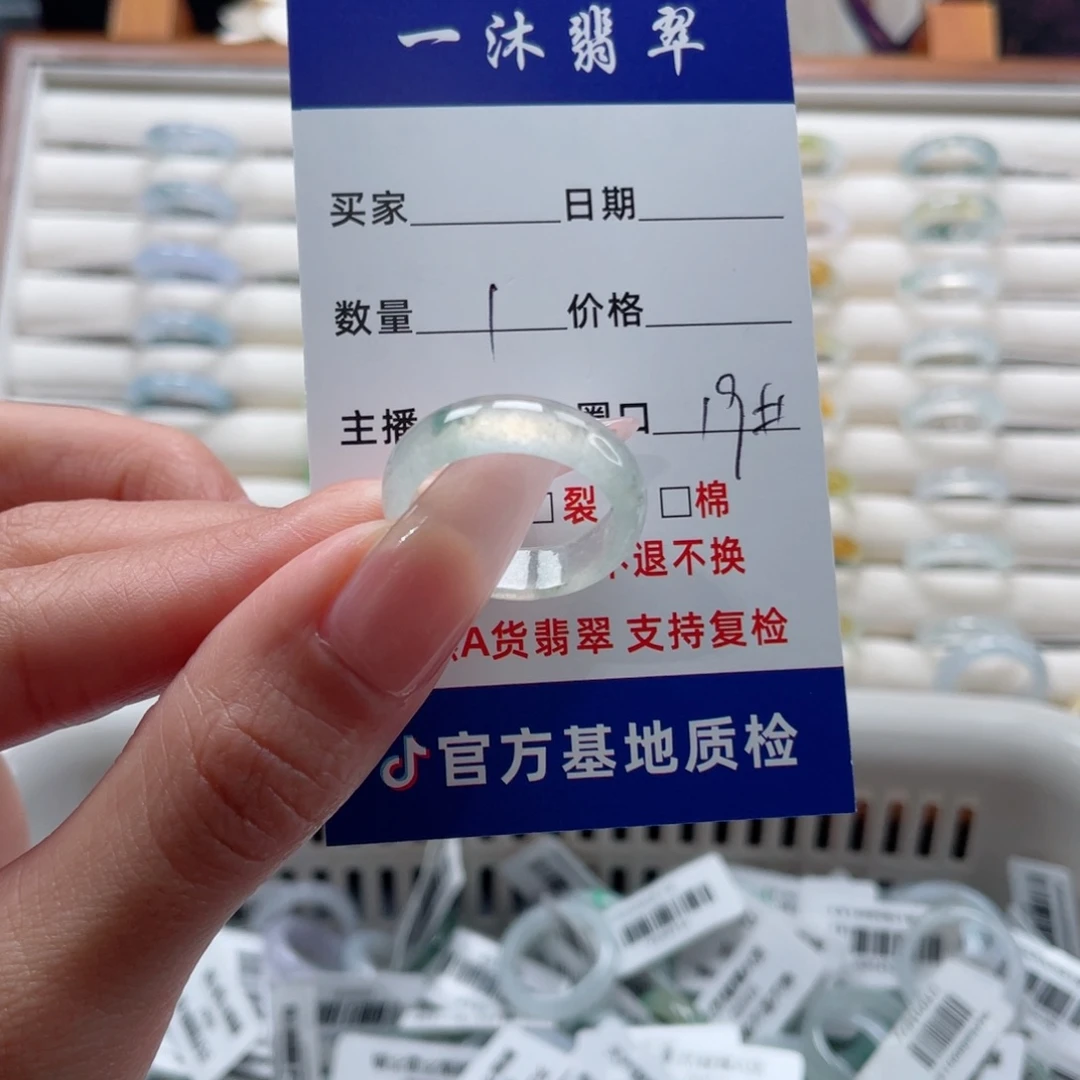 一沐翡翠
买家 日期
数量 1 价格
主播 圈口 19#
裂 棉
不退不换
A货翡翠 支持复检
官方基地质检